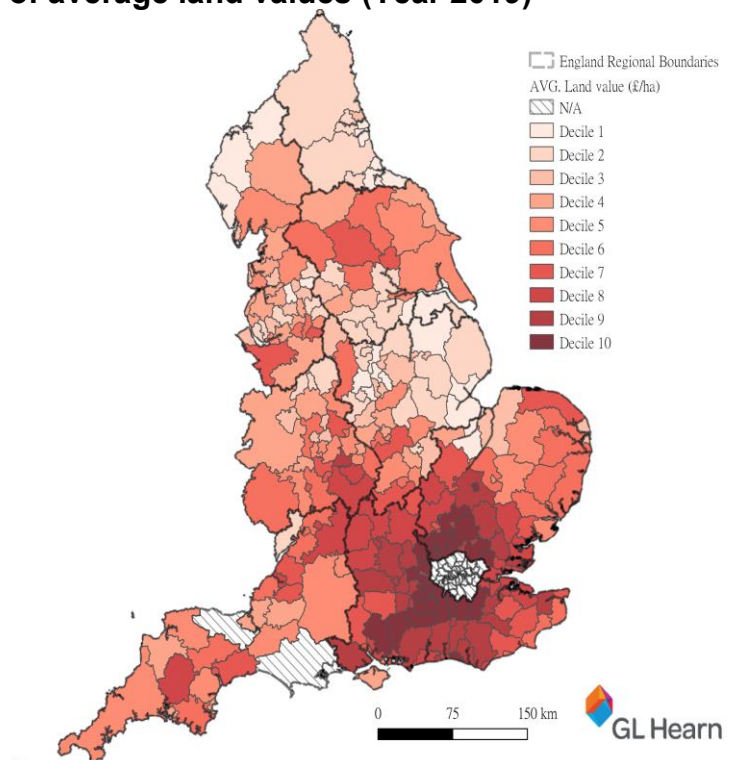 England Regional Boundaries
AVG. Land value (£/ha)
N/A
Decile 1
Decile 2
Decile 3
Decile 4
Decile 5
Decile 6
Decile 7
Decile 8
Decile 9
Decile 10
0 75 150 km
GL Hearn